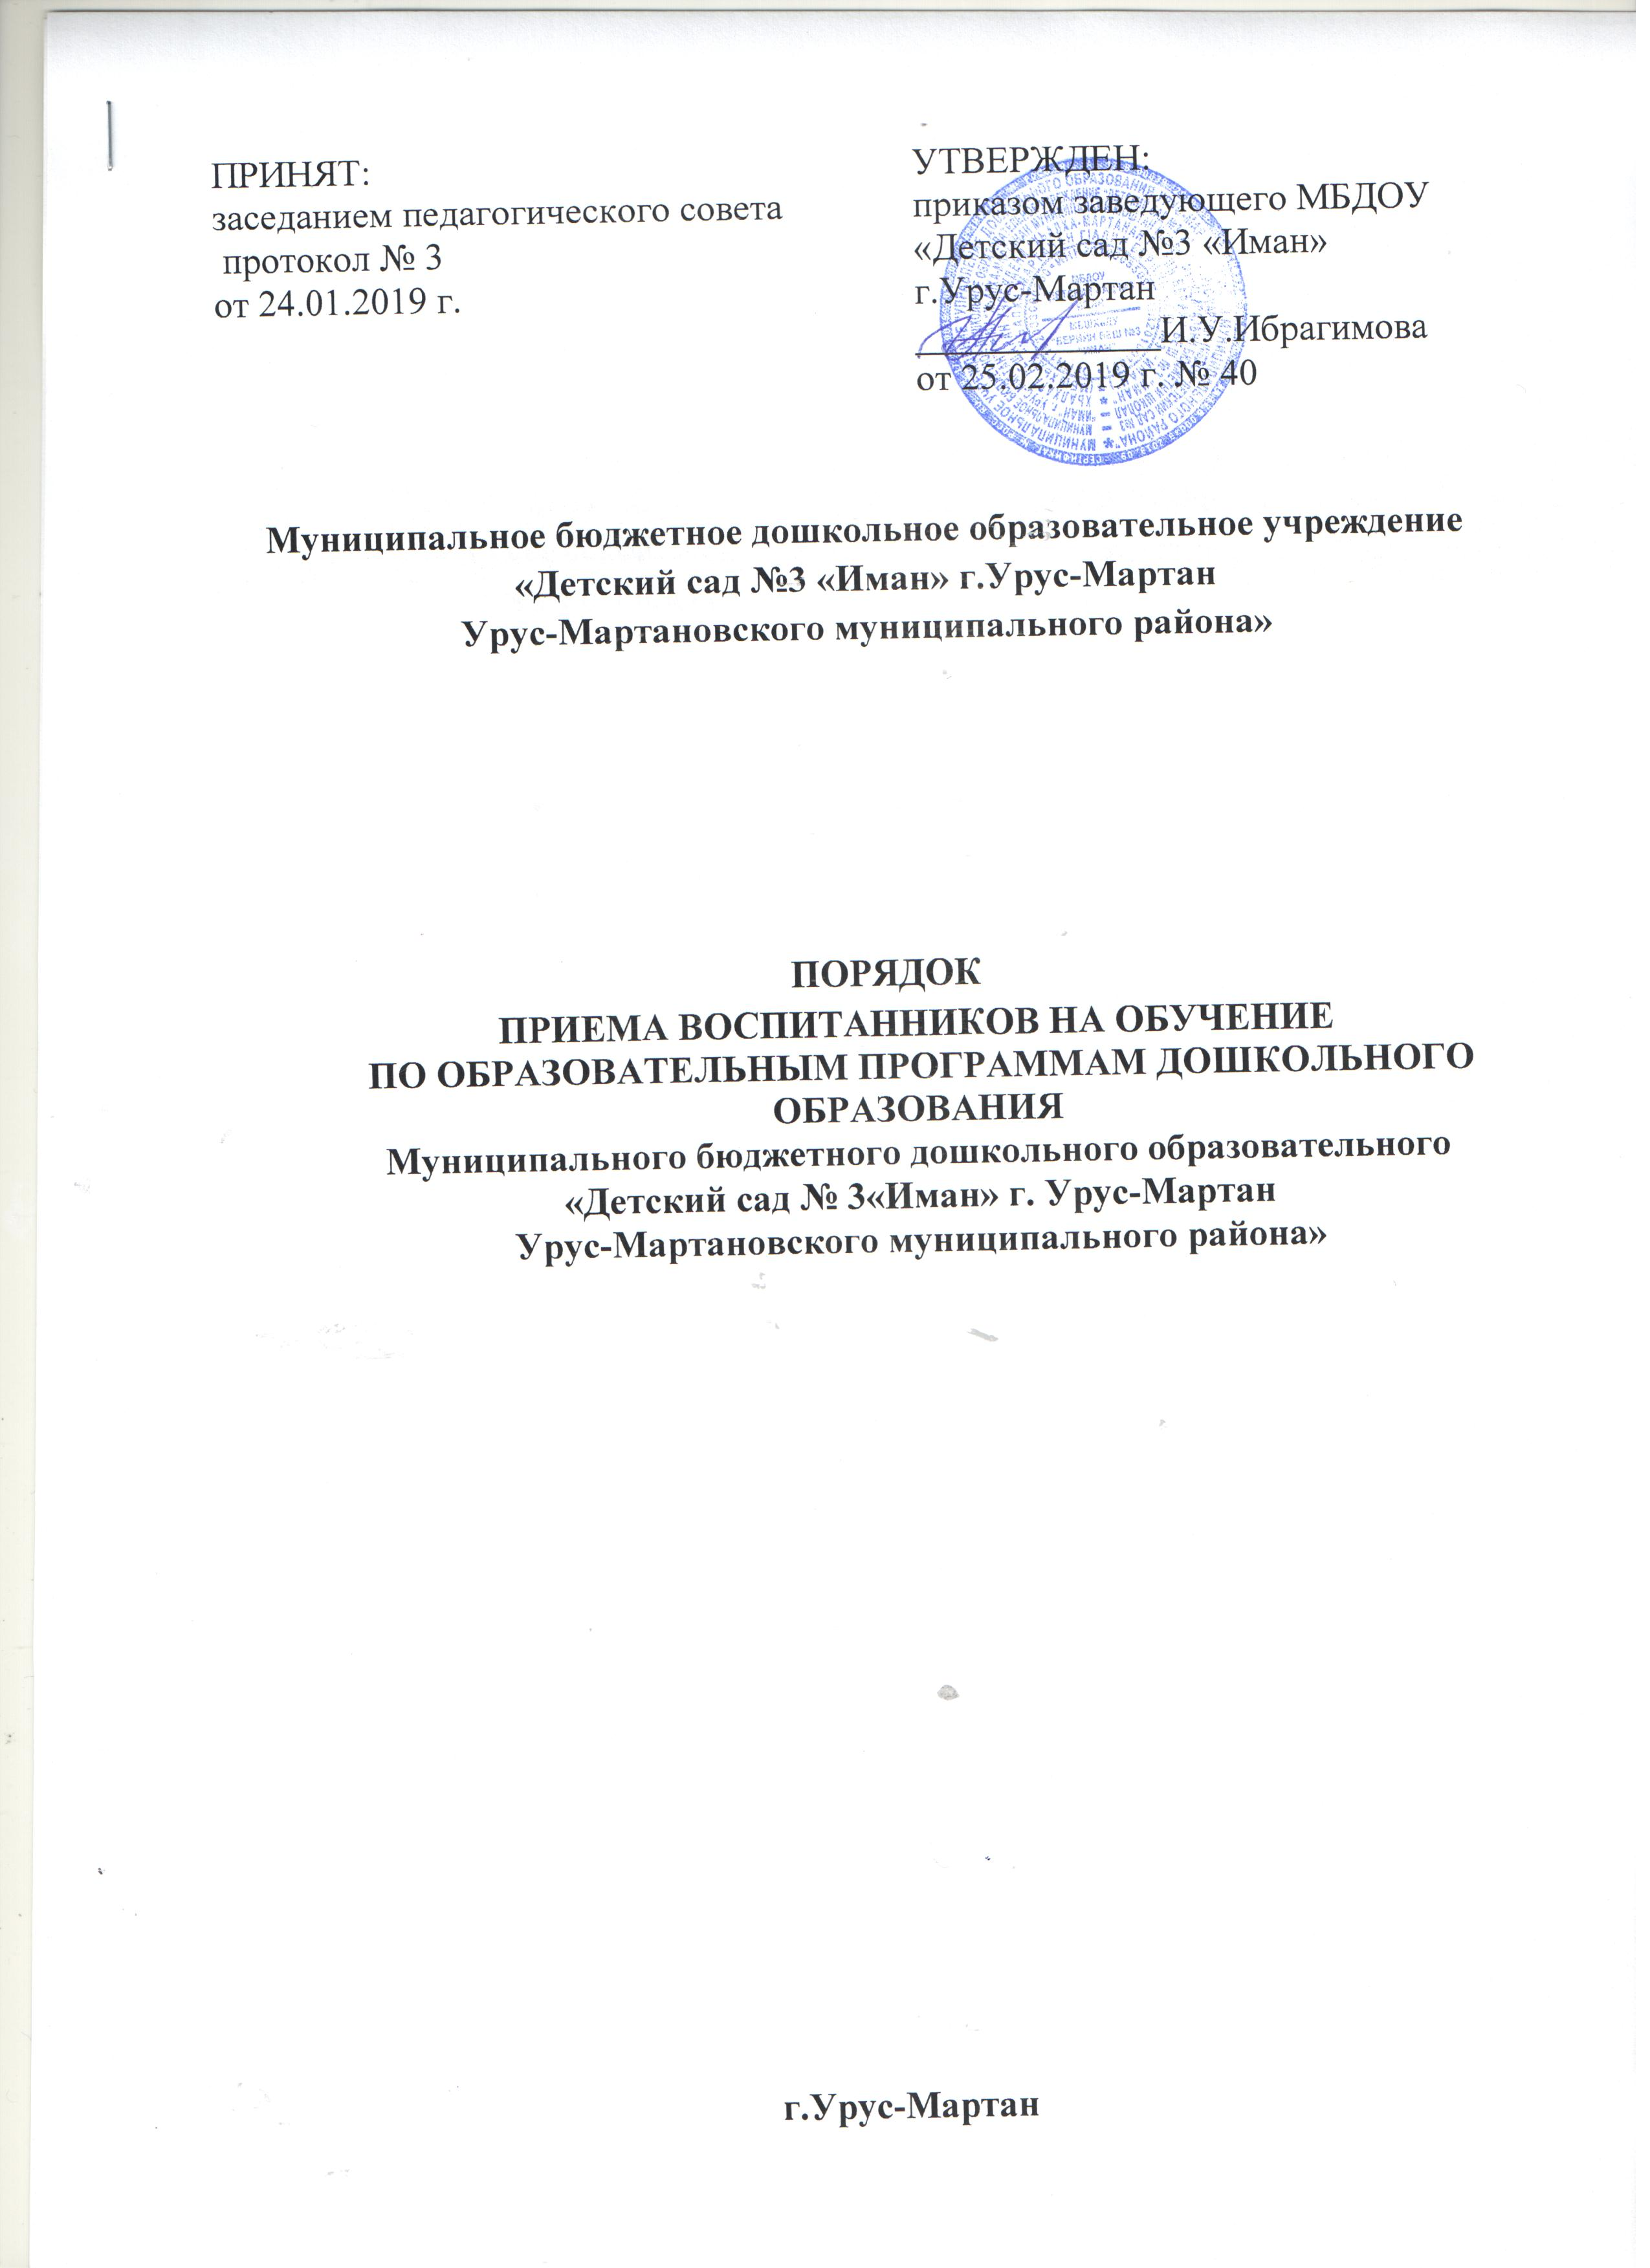 ПРИНЯТ:
заседанием педагогического совета
протокол № 3
от 24.01.2019 г.
УТВЕРЖДЕН:
приказом заведующего МБДОУ
«Детский сад №3 «Иман»
г.Урус-Мартан
И.У.Ибрагимова
от 25.02.2019 г. № 40
Муниципальное бюджетное дошкольное образовательное учреждение
«Детский сад №3 «Иман» г.Урус-Мартан
Урус-Мартановского муниципального района»
ПОРЯДОК
ПРИЕМА ВОСПИТАННИКОВ НА ОБУЧЕНИЕ
ПО ОБРАЗОВАТЕЛЬНЫМ ПРОГРАММАМ ДОШКОЛЬНОГО
ОБРАЗОВАНИЯ
Муниципального бюджетного дошкольного образовательного
«Детский сад № 3«Иман» г. Урус-Мартан
Урус-Мартановского муниципального района»
г.Урус-Мартан